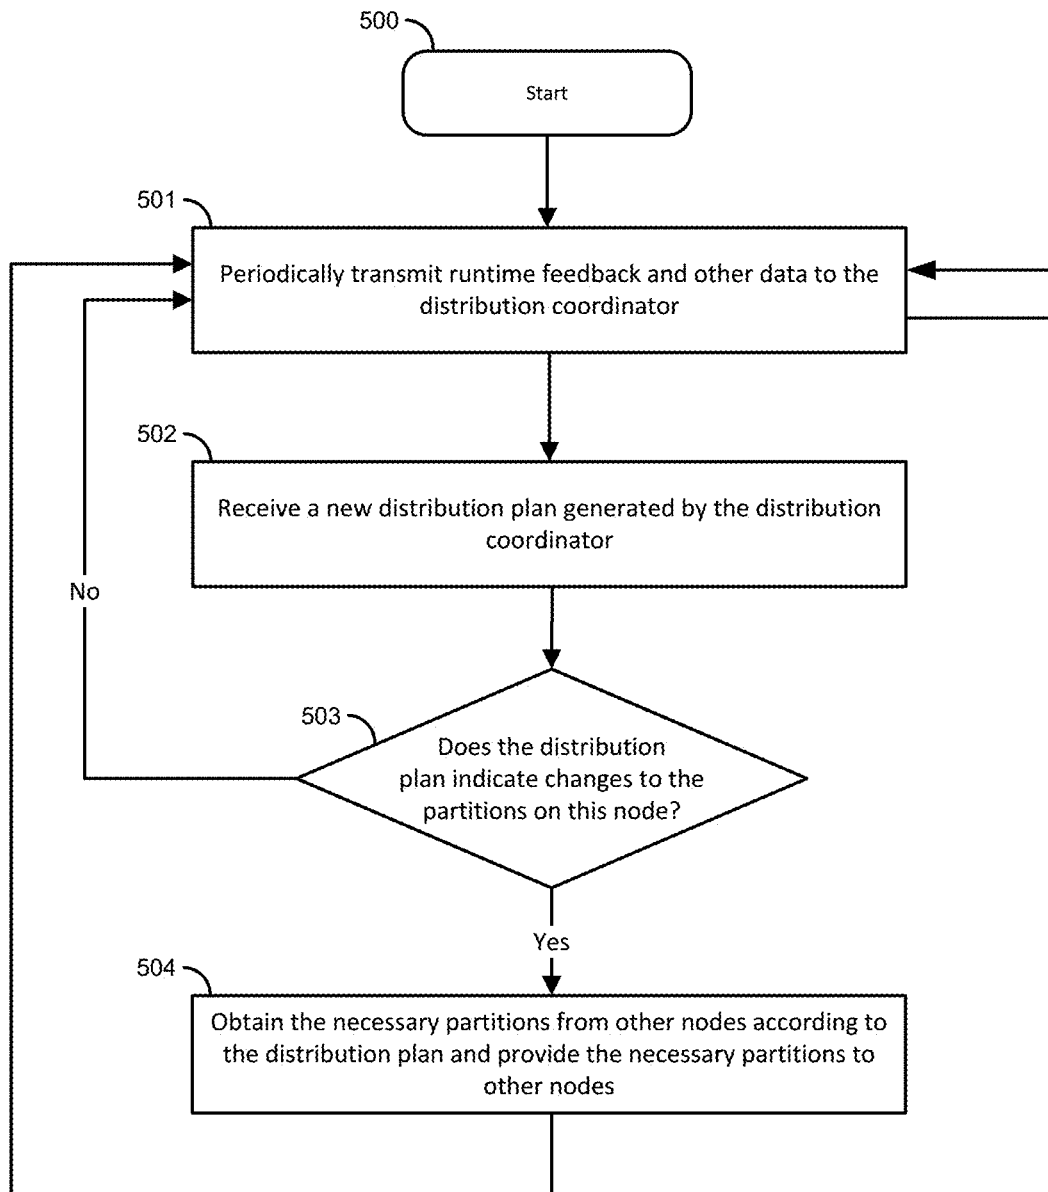 500
Start
501
Periodically transmit runtime feedback and other data to the
distribution coordinator
502
Receive a new distribution plan generated by the distribution
coordinator
No
503
Does the distribution
plan indicate changes to the
partitions on this node?
Yes
504
Obtain the necessary partitions from other nodes according to
the distribution plan and provide the necessary partitions to
other nodes